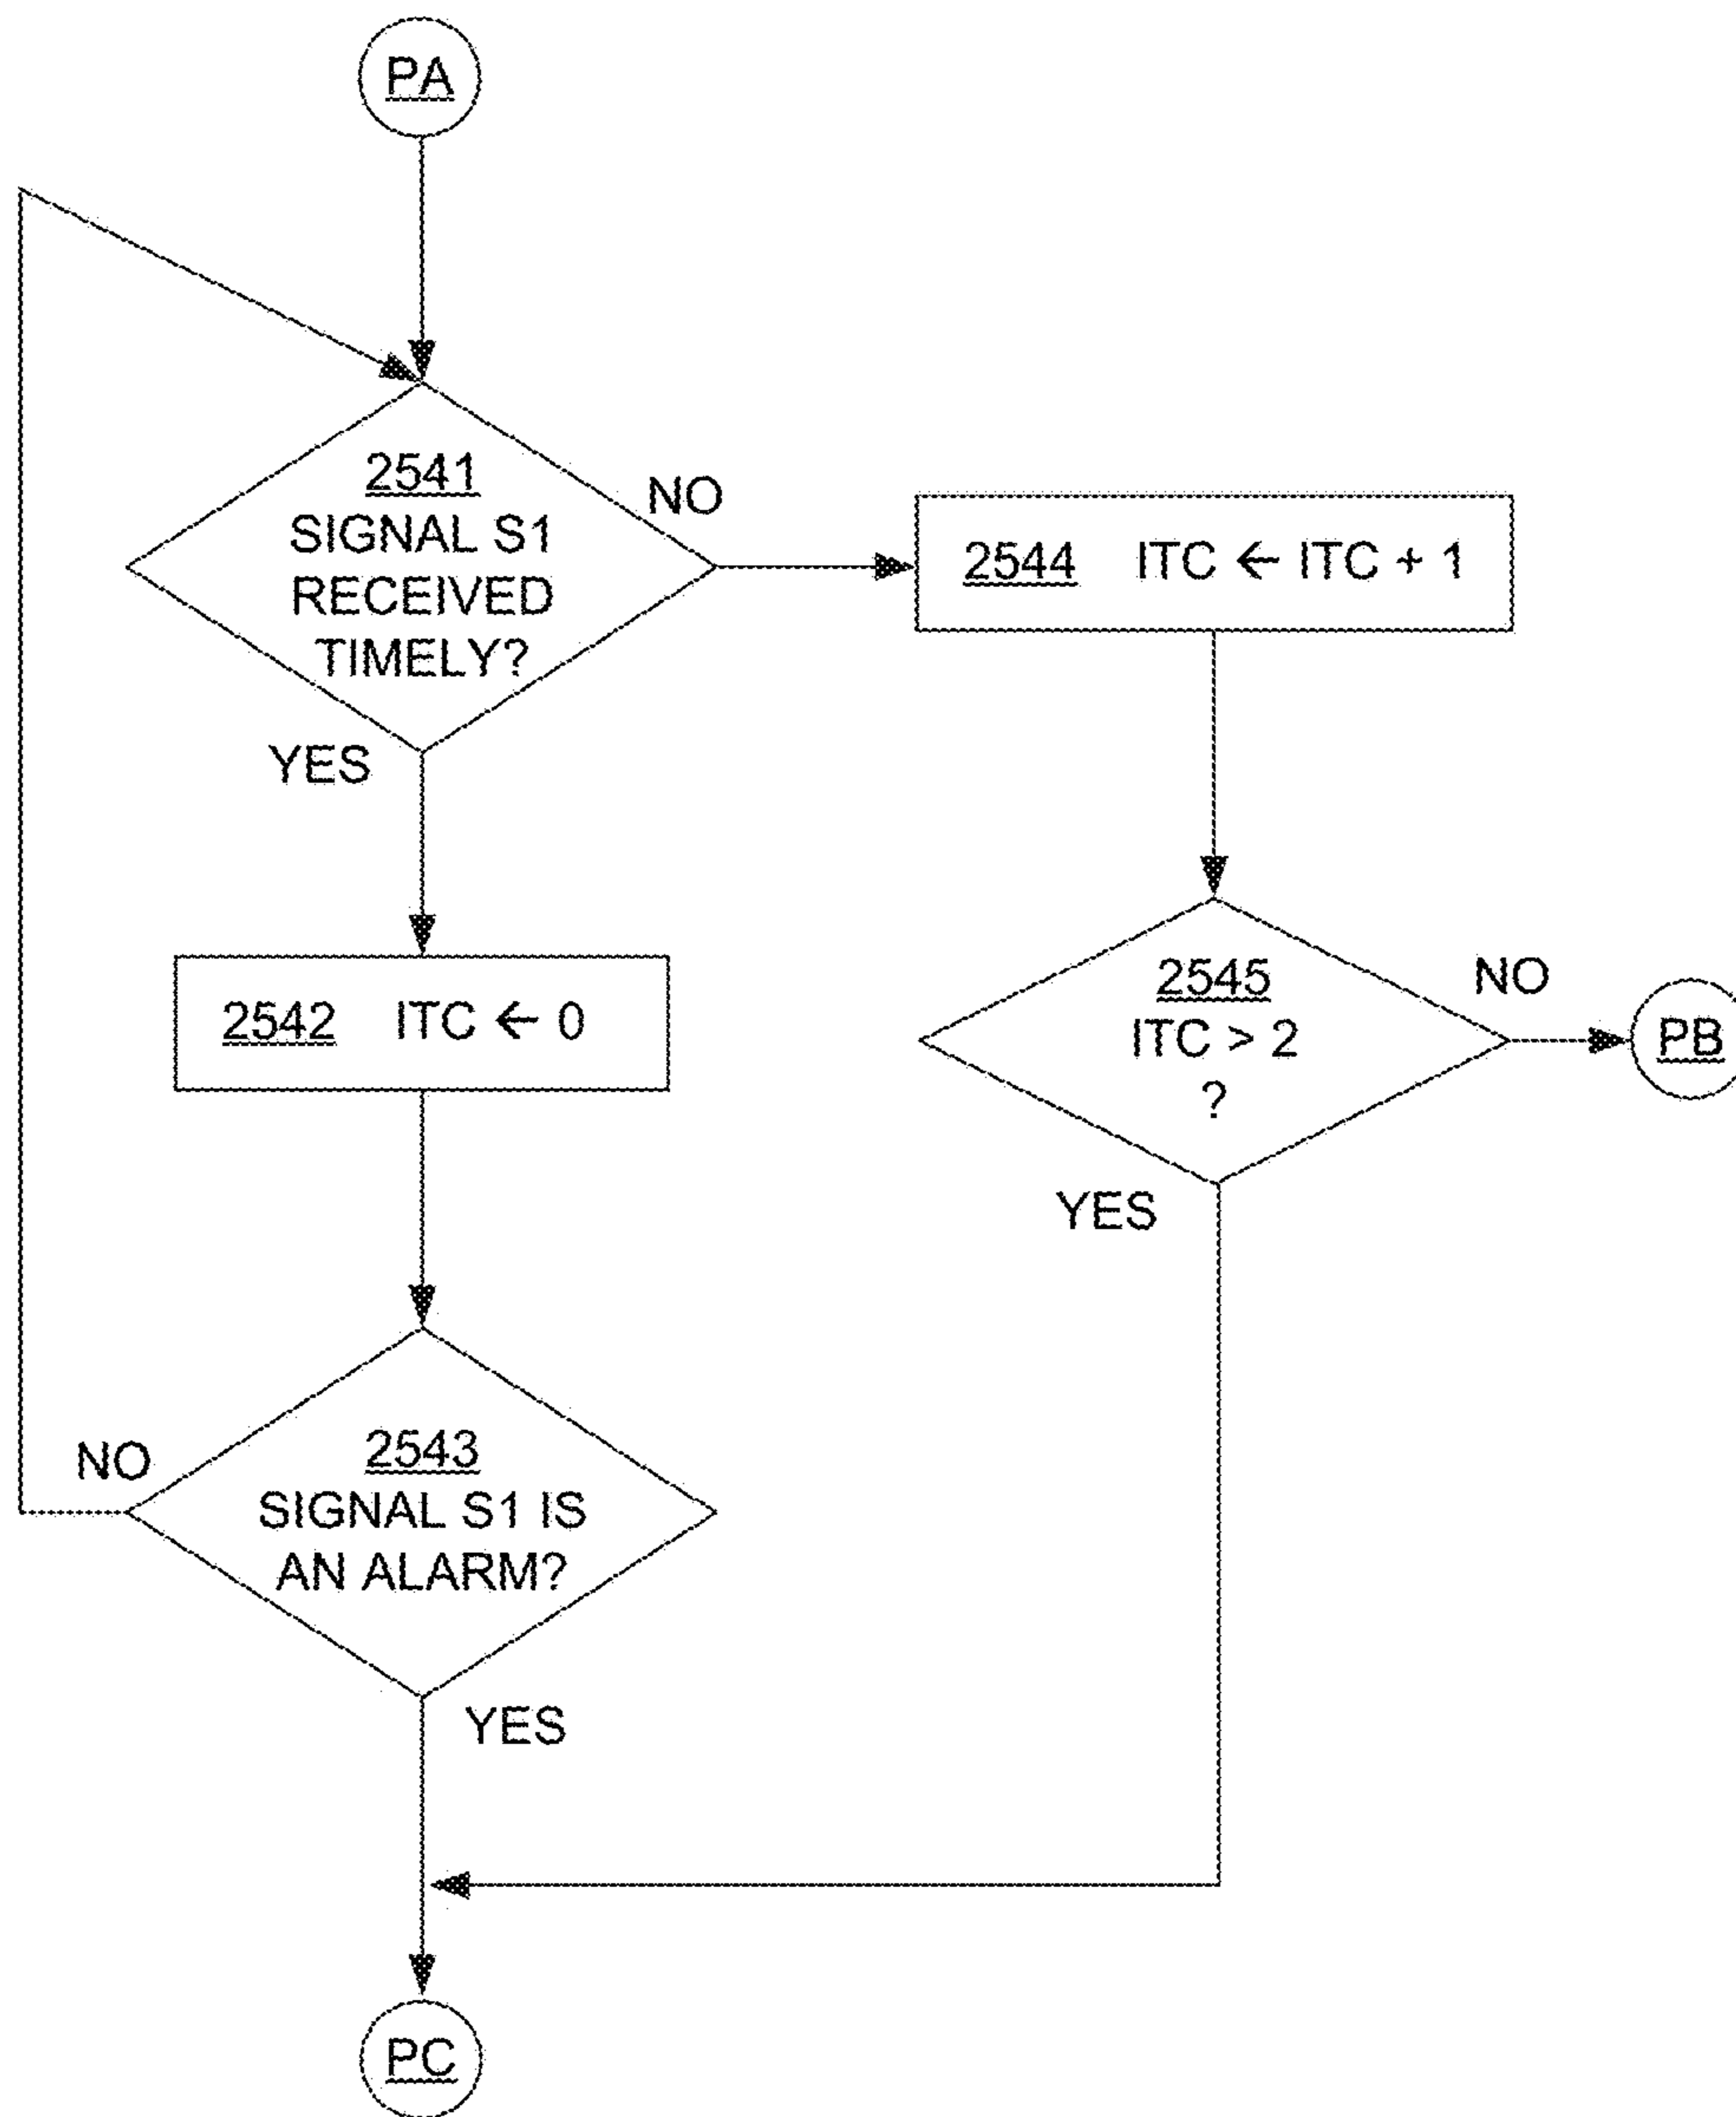 PA
2541
SIGNAL S1
RECEIVED
TIMELY?
NO
YES
2544 ITC ← ITC + 1
2542 ITC ← 0
2545
ITC > 2
?
NO
PB
YES
2543
SIGNAL S1 IS
AN ALARM?
NO
YES
PC